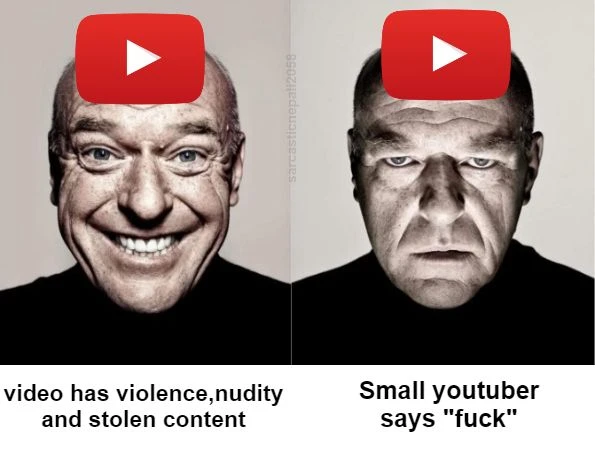 sarcasticnepali2058
video has violence,nudity
and stolen content
Small youtuber
says "fuck"